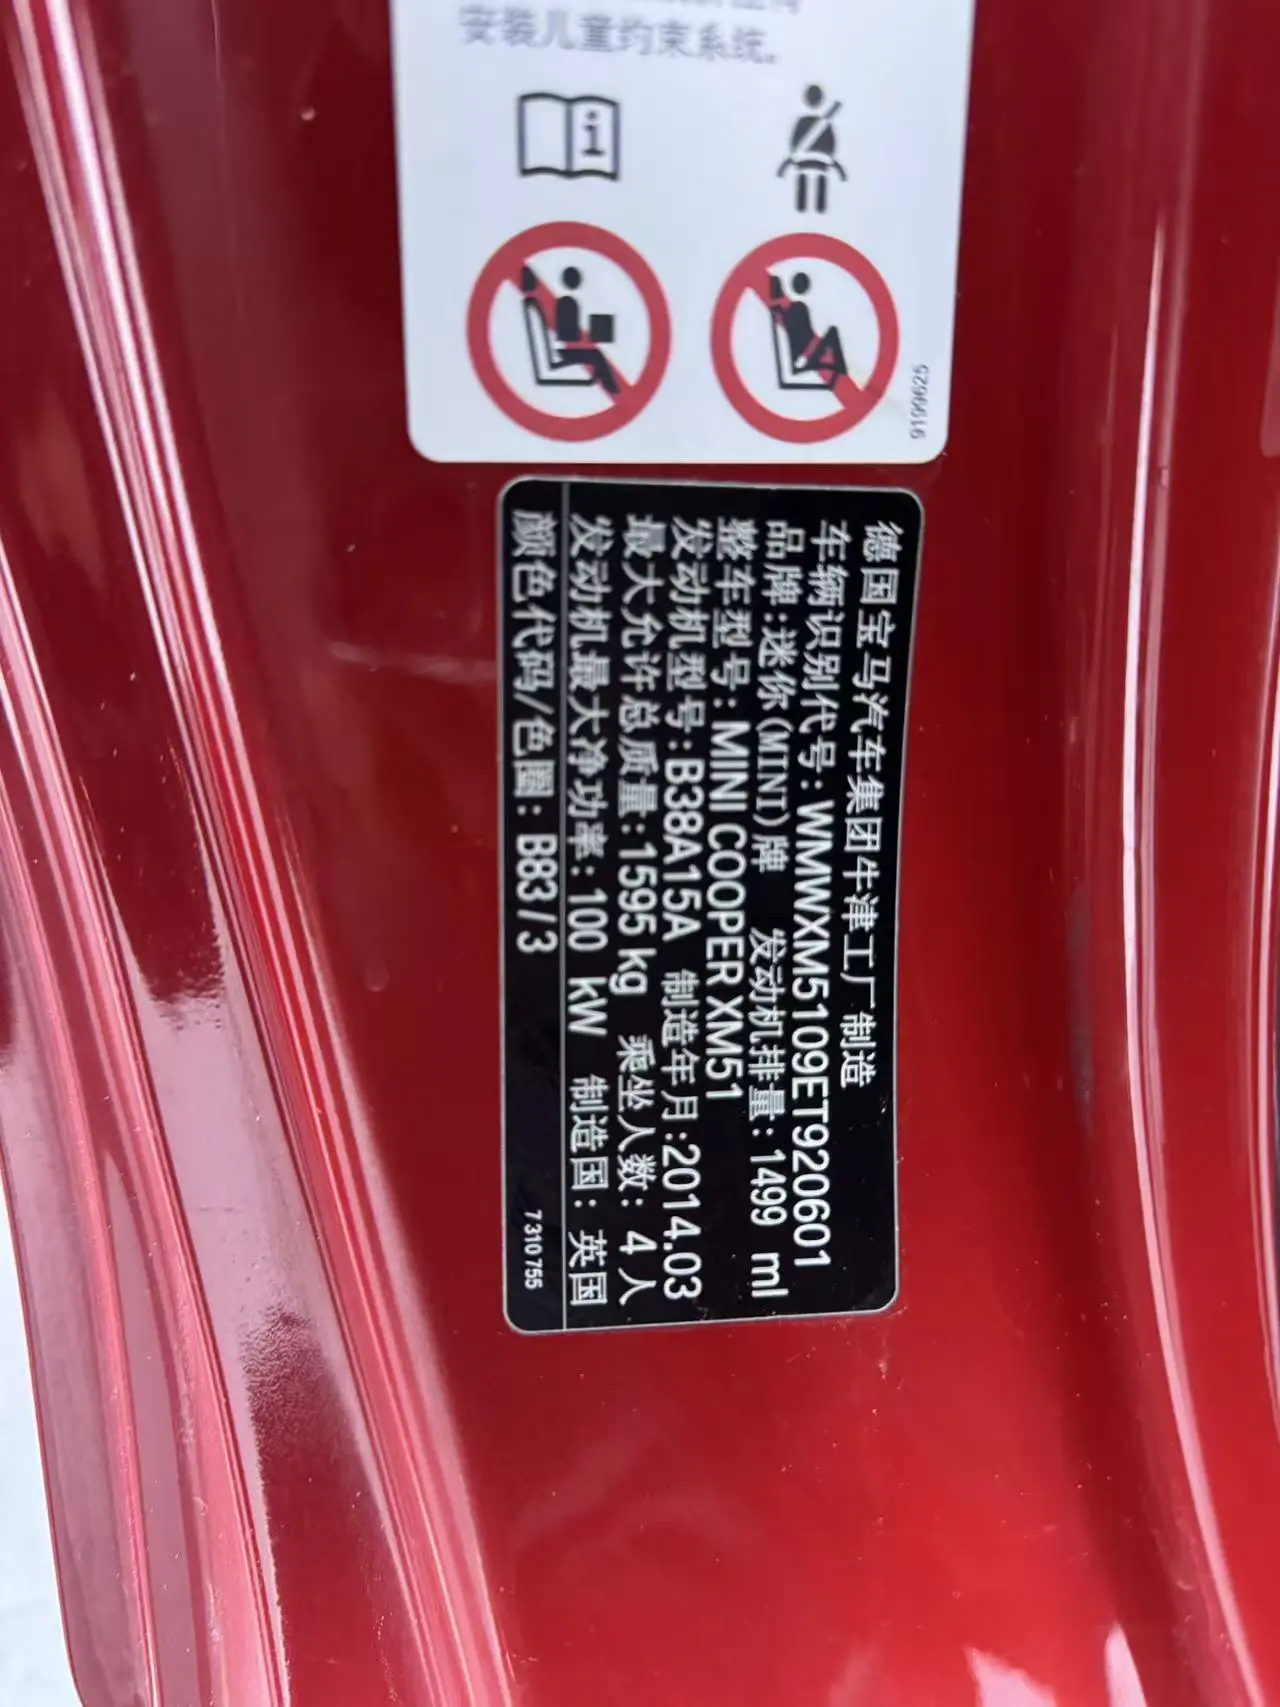 安装儿童约束系统。
9199625
德国宝马汽车集团牛津工厂制造
车辆识别代号:WMWXM5109ET920601
品牌:迷你(MINI)牌 发动机排量:1499 ml
整车型号:MINI COOPER XM51
发动机型号:B38A15A 制造年月:2014.03
最大允许总质量:1595 kg 乘坐人数: 4 人
发动机最大净功率:100 kW 制造国: 英国
颜色代码/色圈: B83/3
7 310 755